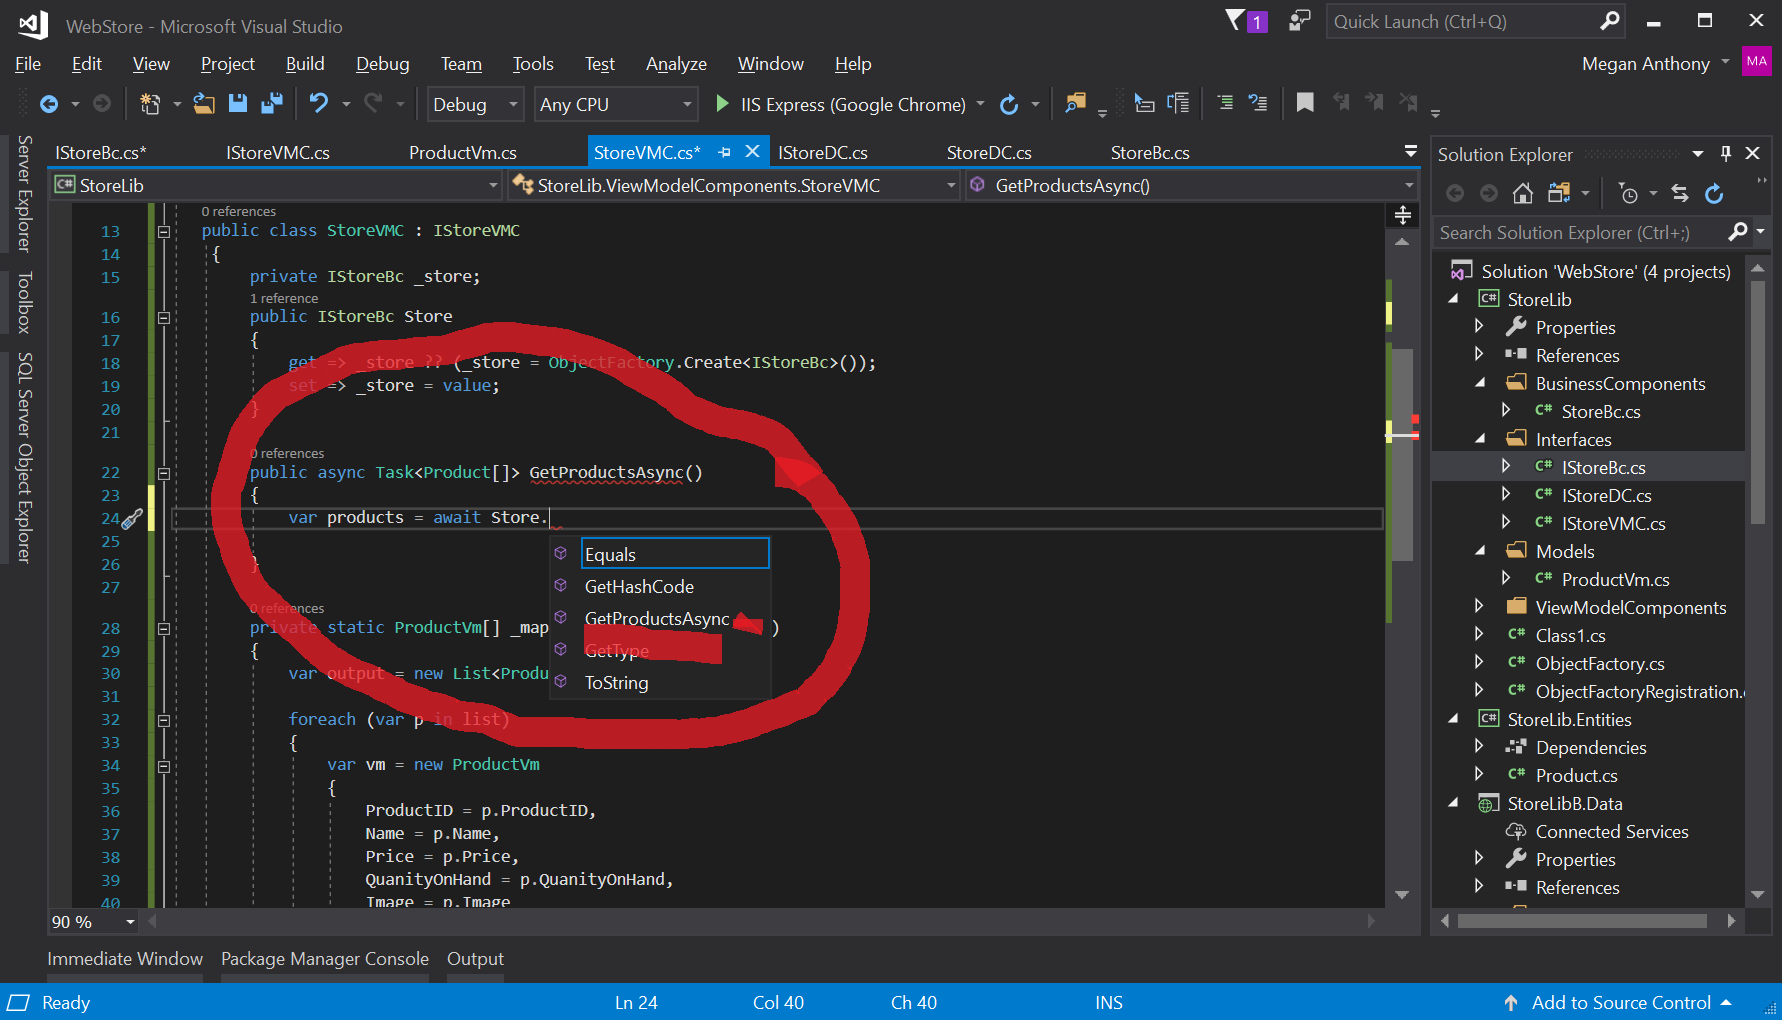 WebStore - Microsoft Visual Studio
1
Quick Launch (Ctrl+Q)
File Edit View Project Build Debug Team Tools Test Analyze Window Help
Megan Anthony MA
Debug Any CPU IIS Express (Google Chrome)
Server Explorer
Toolbox
SQL Server Object Explorer
IStoreBc.cs* IStoreVMC.cs ProductVm.cs StoreVMC.cs* IStoreDC.cs StoreDC.cs StoreBc.cs
C# StoreLib StoreLib.ViewModelComponents.StoreVMC GetProductsAsync()
0 references
13 public class StoreVMC : IStoreVMC
14 {
15 private IStoreBc _store;
1 reference
16 public IStoreBc Store
17 {
18 get => _store ?? (_store = ObjectFactory.Create<IStoreBc>());
19 set => _store = value;
20 }
21
0 references
22 public async Task<Product[]> GetProductsAsync()
23 {
24 var products = await Store.
25
26 }
27
Equals
GetHashCode
GetProductsAsync
GetType
ToString
0 references
28 private static ProductVm[] _map )
29 {
30 var output = new List<Produ
31
32 foreach (var p in list)
33 {
34 var vm = new ProductVm
35 {
36 ProductID = p.ProductID,
37 Name = p.Name,
38 Price = p.Price,
39 QuanityOnHand = p.QuanityOnHand,
40 Image = p.Image
90 %
Solution Explorer
Search Solution Explorer (Ctrl+;)
Solution 'WebStore' (4 projects)
C# StoreLib
Properties
References
BusinessComponents
C# StoreBc.cs
Interfaces
C# IStoreBc.cs
C# IStoreDC.cs
C# IStoreVMC.cs
Models
C# ProductVm.cs
ViewModelComponents
C# Class1.cs
C# ObjectFactory.cs
C# ObjectFactoryRegistration.
C# StoreLib.Entities
Dependencies
C# Product.cs
StoreLibB.Data
Connected Services
Properties
References
Immediate Window Package Manager Console Output
Ready Ln 24 Col 40 Ch 40 INS Add to Source Control